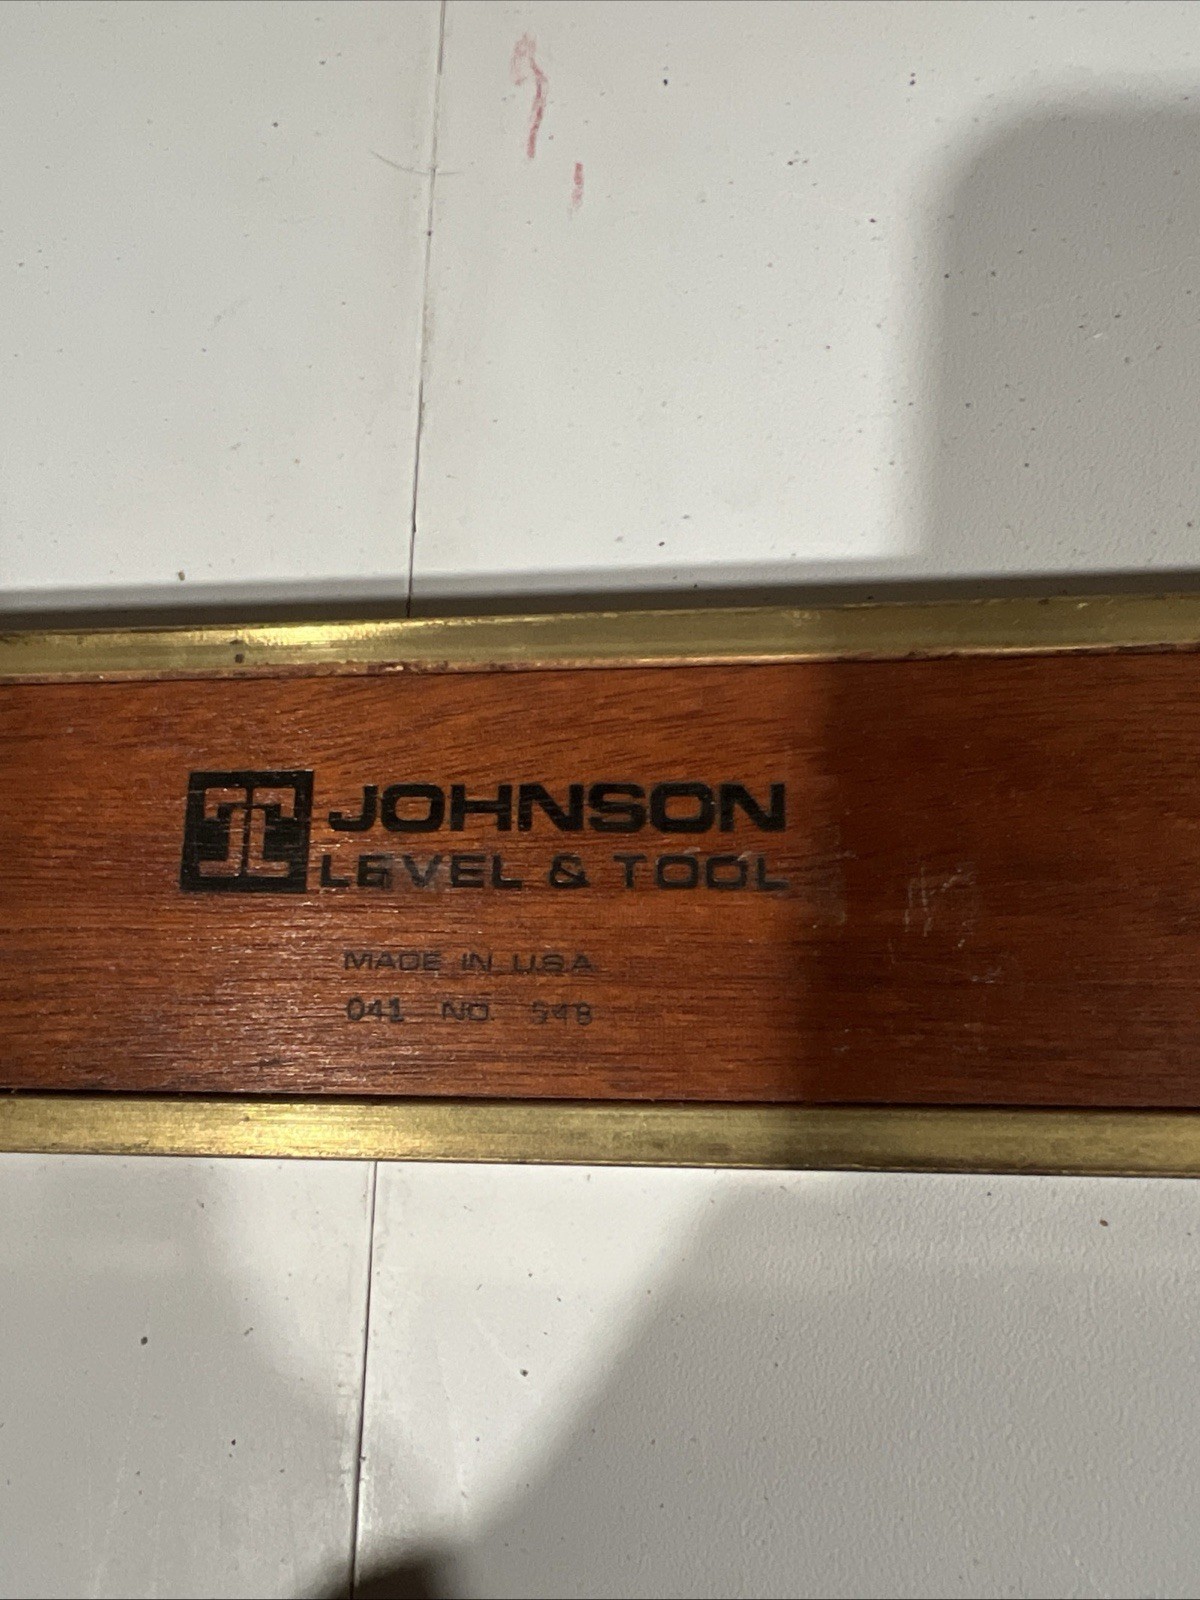 JOHNSON
LEVEL & TOOL
MADE IN U.S.A
041 NO.